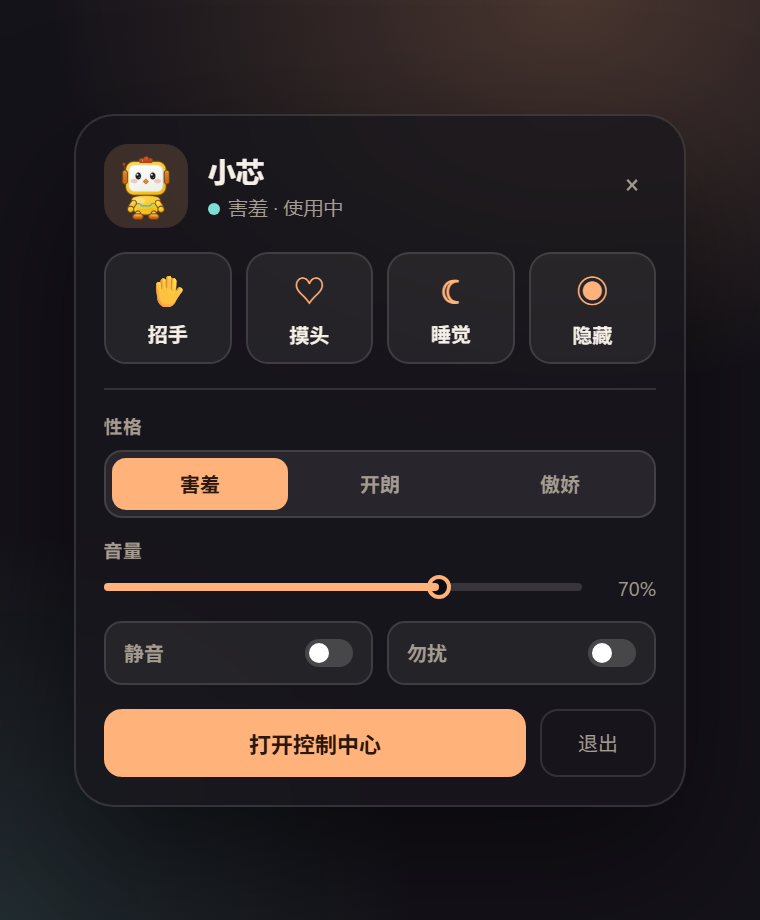 小芯
×
害羞 · 使用中
招手
摸头
睡觉
隐藏
性格
害羞
开朗
傲娇
音量
70%
静音
勿扰
打开控制中心
退出